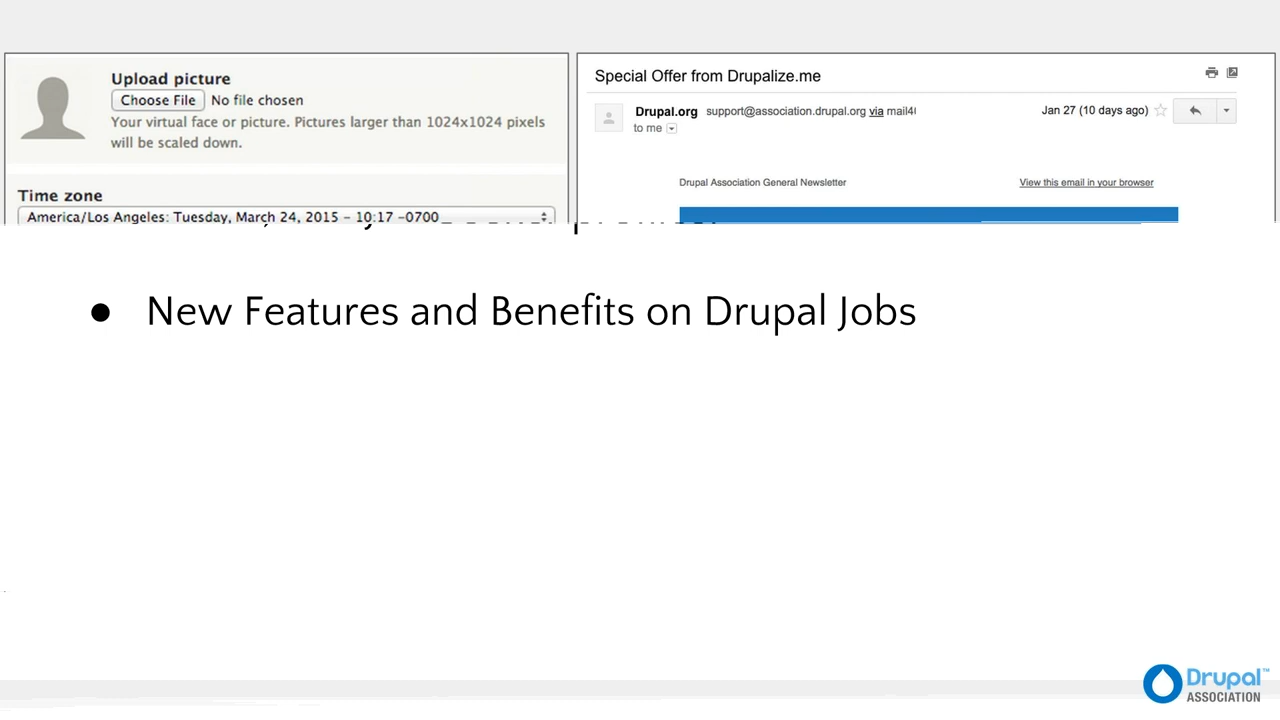 Upload picture
Choose File No file chosen
Your virtual face or picture. Pictures larger than 1024x1024 pixels
will be scaled down.
Time zone
America/Los Angeles: Tuesday, March 24, 2015 – 10:17 –0700
Special Offer from Drupalize.me
Drupal.org support@association.drupal.org via mail4
Jan 27 (10 days ago)
to me
Drupal Association General Newsletter
View this email in your browser
● New Features and Benefits on Drupal Jobs
Drupal™
ASSOCIATION